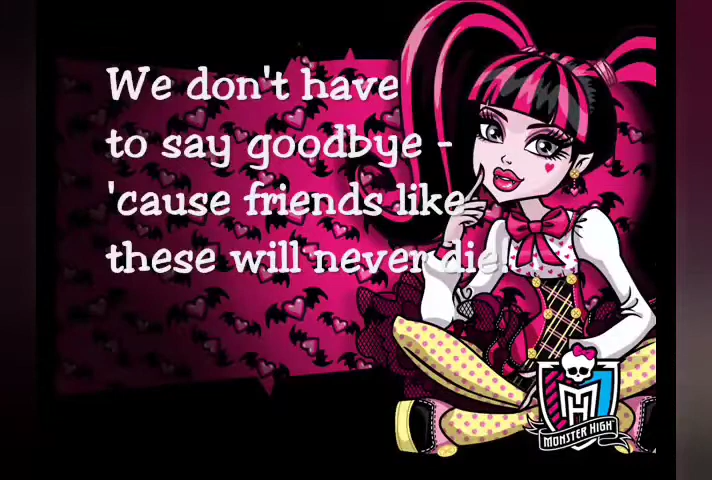 We don't have
to say goodbye -
'cause friends like
these will never die!
MONSTER HIGH